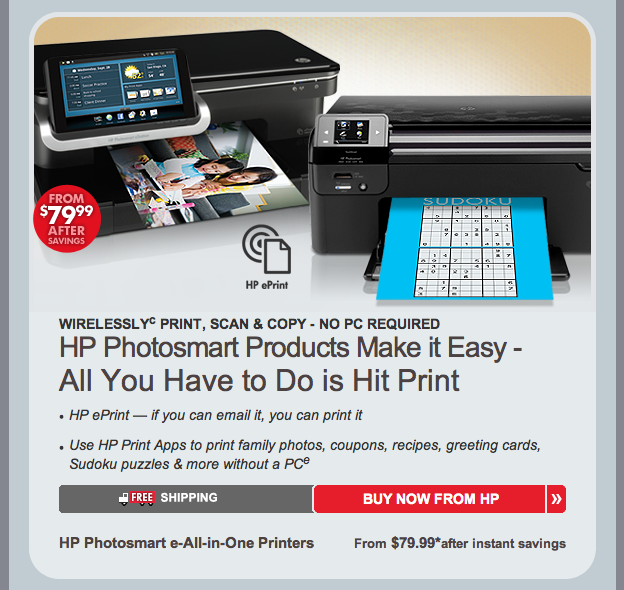 FROM
$79.99
AFTER
SAVINGS
HP ePrint
SUDOKU
WIRELESSLYc PRINT, SCAN & COPY - NO PC REQUIRED
HP Photosmart Products Make it Easy -
All You Have to Do is Hit Print
• HP ePrint — if you can email it, you can print it
• Use HP Print Apps to print family photos, coupons, recipes, greeting cards,
Sudoku puzzles & more without a PCe
FREE SHIPPING
BUY NOW FROM HP »
HP Photosmart e-All-in-One Printers
From $79.99*after instant savings